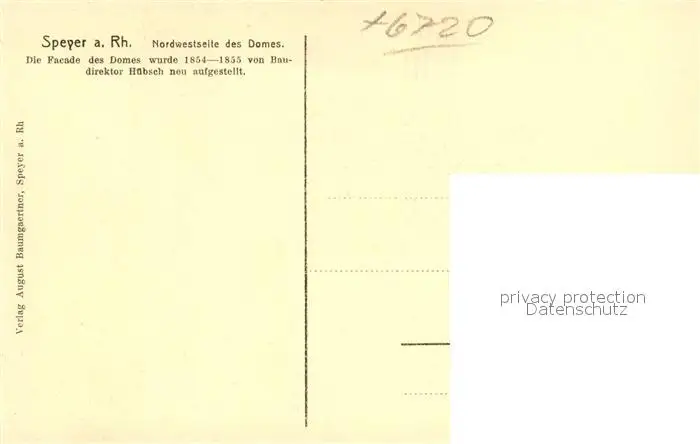 +6720
Speyer a. Rh. Nordwestseite des Domes.
Die Facade des Domes wurde 1854—1855 von Bau-
direktor Hübsch neu aufgestellt.
Verlag August Baumgaertner, Speyer a. Rh
privacy protection
Datenschutz